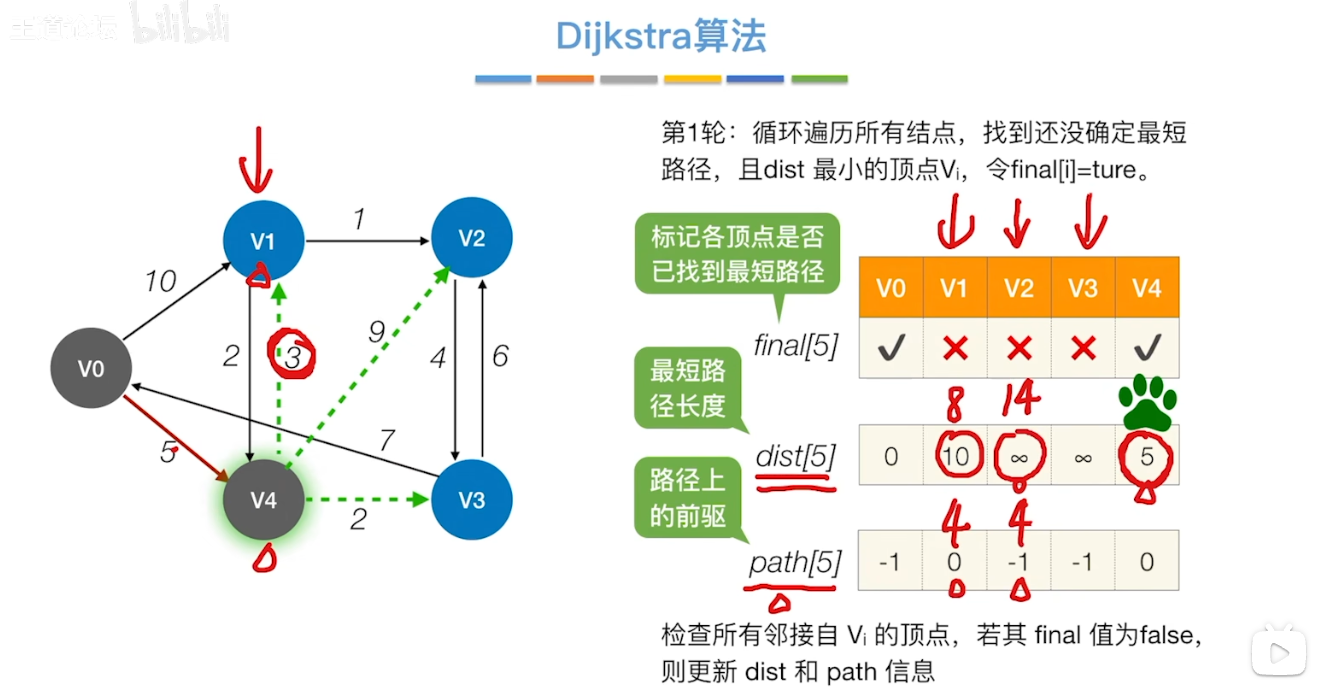 bilibili
Dijkstra算法
第1轮：循环遍历所有结点，找到还没确定最短
路径，且dist 最小的顶点Vᵢ，令final[i]=ture。
标记各顶点是否
已找到最短路径
V0 V1 V2 V3 V4
final[5] ✓ ✕ ✕ ✕ ✓
8 14
最短路
径长度
dist[5] 0 10 ∞ ∞ 5
4 4
路径上
的前驱
path[5] -1 0 -1 -1 0
检查所有邻接自 Vᵢ 的顶点，若其 final 值为false，
则更新 dist 和 path 信息
1
V1 V2
10
9
2 3 4 6
V0
7
5
V4 V3
2